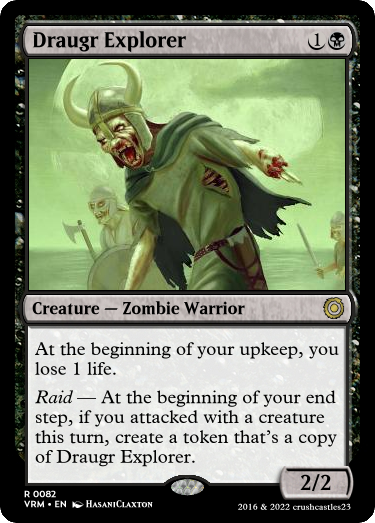 Draugr Explorer 1
Creature — Zombie Warrior
At the beginning of your upkeep, you
lose 1 life.
Raid — At the beginning of your end
step, if you attacked with a creature
this turn, create a token that's a copy
of Draugr Explorer.
2/2
R 0082
VRM • EN HASANICLAXTON
2016 & 2022 crushcastles23